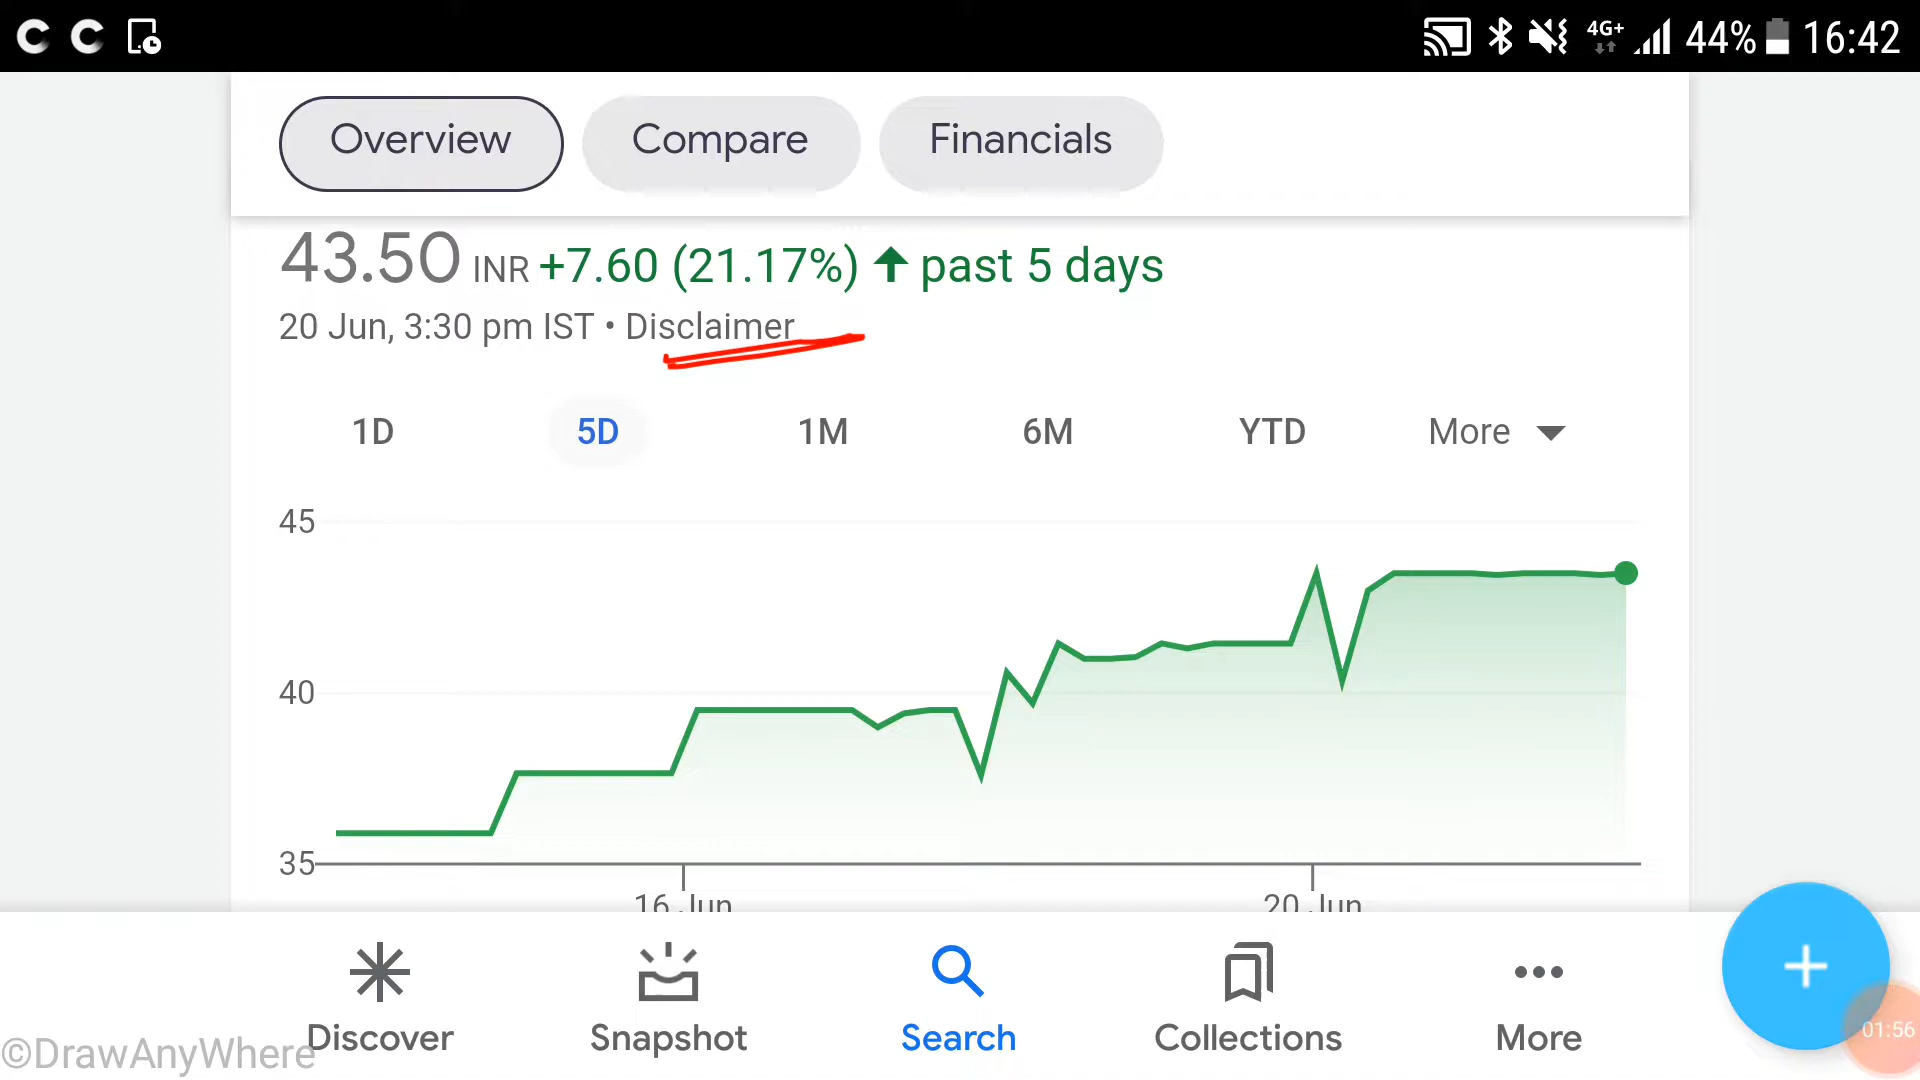 4G+ 44% 16:42
Overview Compare Financials
43.50 INR +7.60 (21.17%) past 5 days
20 Jun, 3:30 pm IST • Disclaimer
1D 5D 1M 6M YTD More
45
40
35
16 Jun 20 Jun
Discover Snapshot Search Collections More
01:56
©DrawAnyWhere